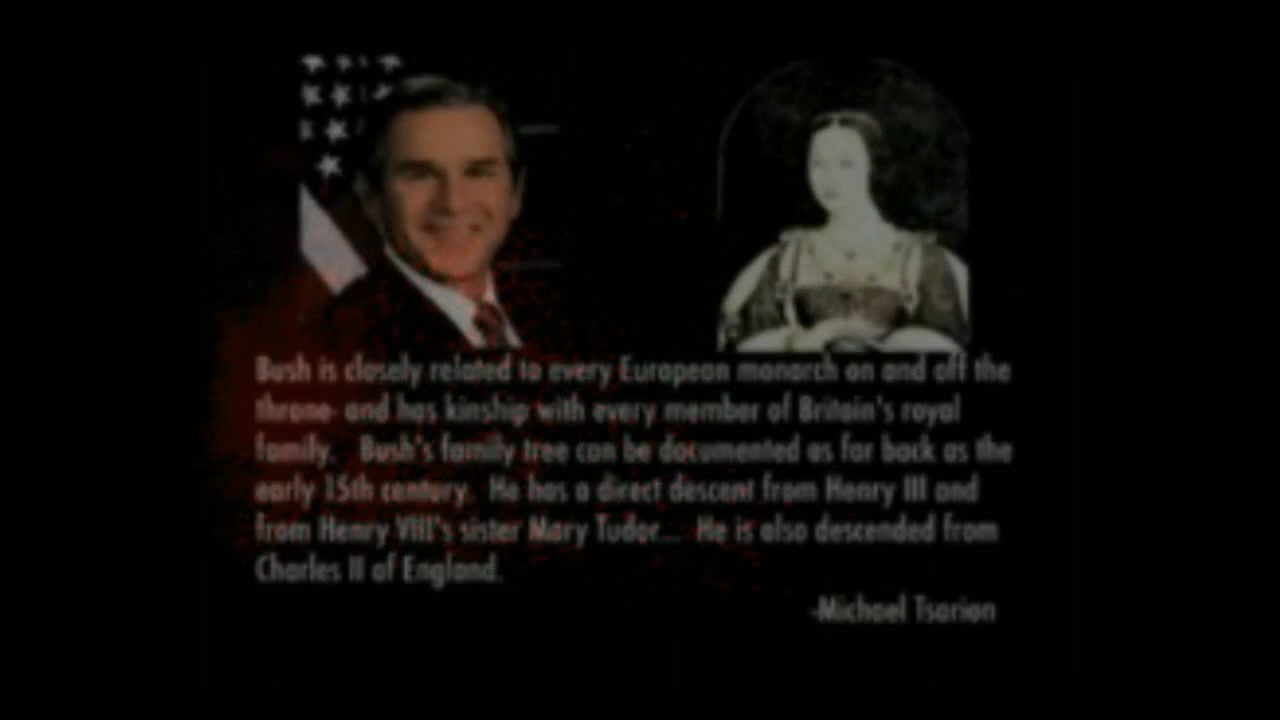 Bush is closely related to every European monarch on and off the
throne- and has kinship with every member of Britain's royal
family.   Bush's family tree can be documented as far back as the
early 15th century.  He has a direct descent from Henry III and
from Henry VIII's sister Mary Tudor...  He is also descended from
Charles II of England.
-Michael Tsarion